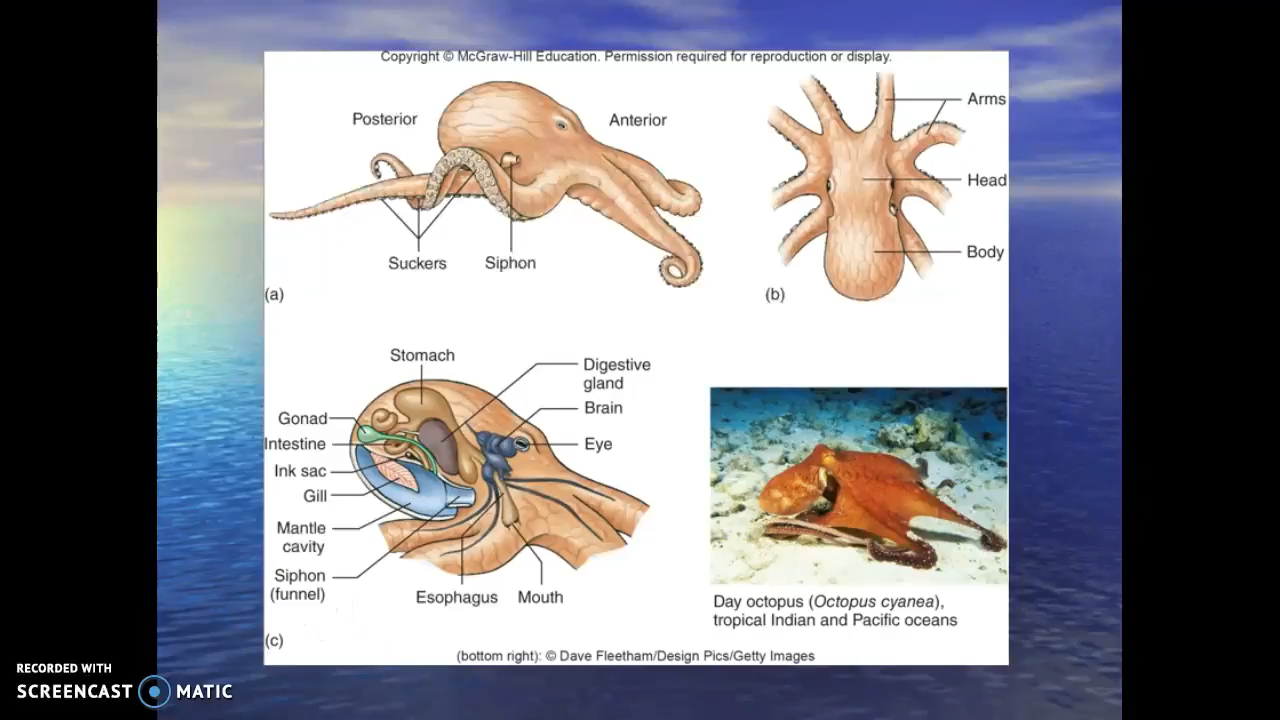 Copyright © McGraw-Hill Education. Permission required for reproduction or display.
Posterior
Anterior
Suckers
Siphon
(a)
Arms
Head
Body
(b)
Stomach
Digestive
gland
Brain
Eye
Gonad
Intestine
Ink sac
Gill
Mantle
cavity
Siphon
(funnel)
Esophagus
Mouth
(c)
Day octopus (Octopus cyanea),
tropical Indian and Pacific oceans
(bottom right): © Dave Fleetham/Design Pics/Getty Images
RECORDED WITH
SCREENCAST MATIC